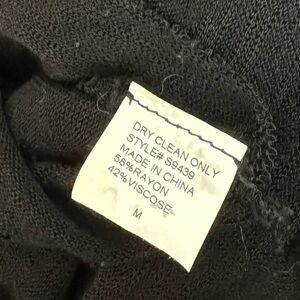 DRY CLEAN ONLY
STYLE# S9439
MADE IN CHINA
58%RAYON
42%VISCOSE
M